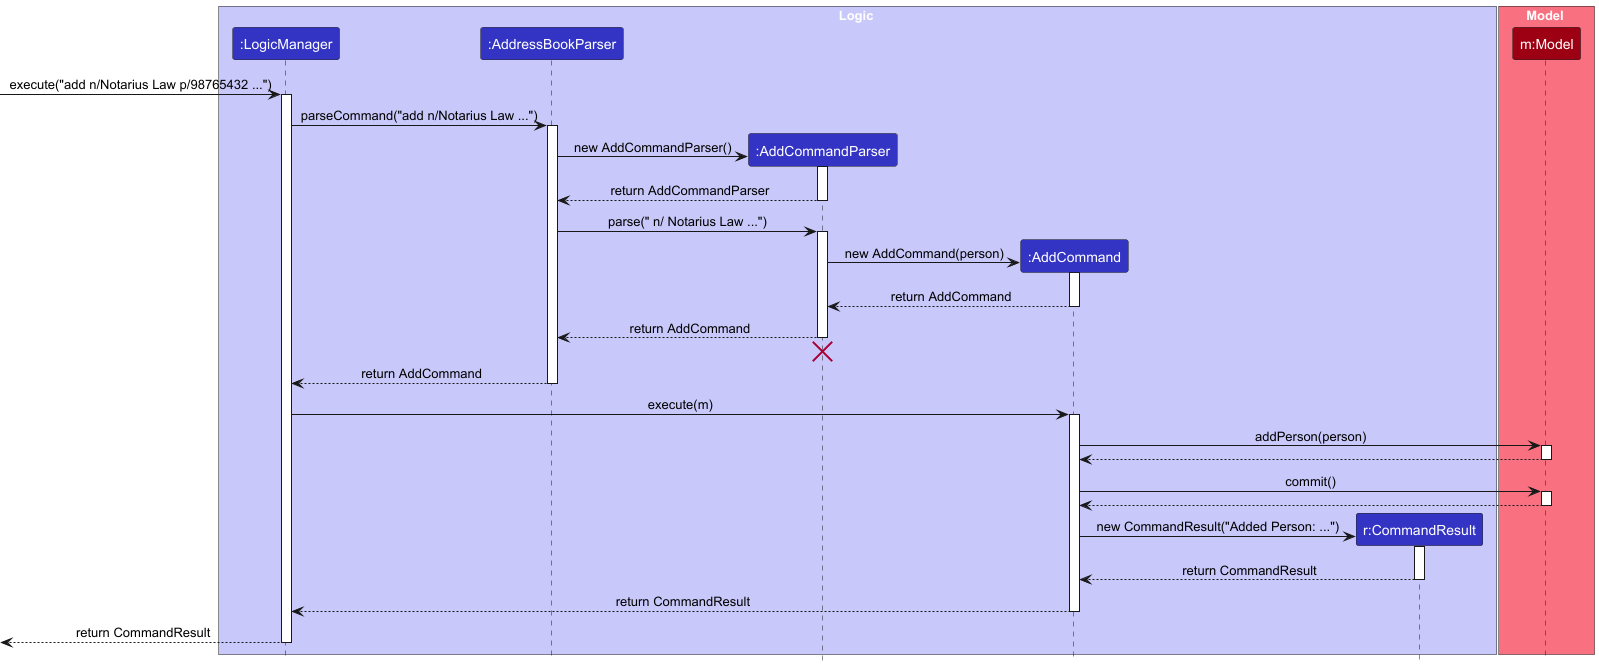 Logic
Model
:LogicManager
:AddressBookParser
m:Model
execute("add n/Notarius Law p/98765432 ...")
parseCommand("add n/Notarius Law ...")
new AddCommandParser()
:AddCommandParser
return AddCommandParser
parse(" n/ Notarius Law ...")
new AddCommand(person)
:AddCommand
return AddCommand
return AddCommand
return AddCommand
execute(m)
addPerson(person)
commit()
new CommandResult("Added Person: ...")
r:CommandResult
return CommandResult
return CommandResult
return CommandResult